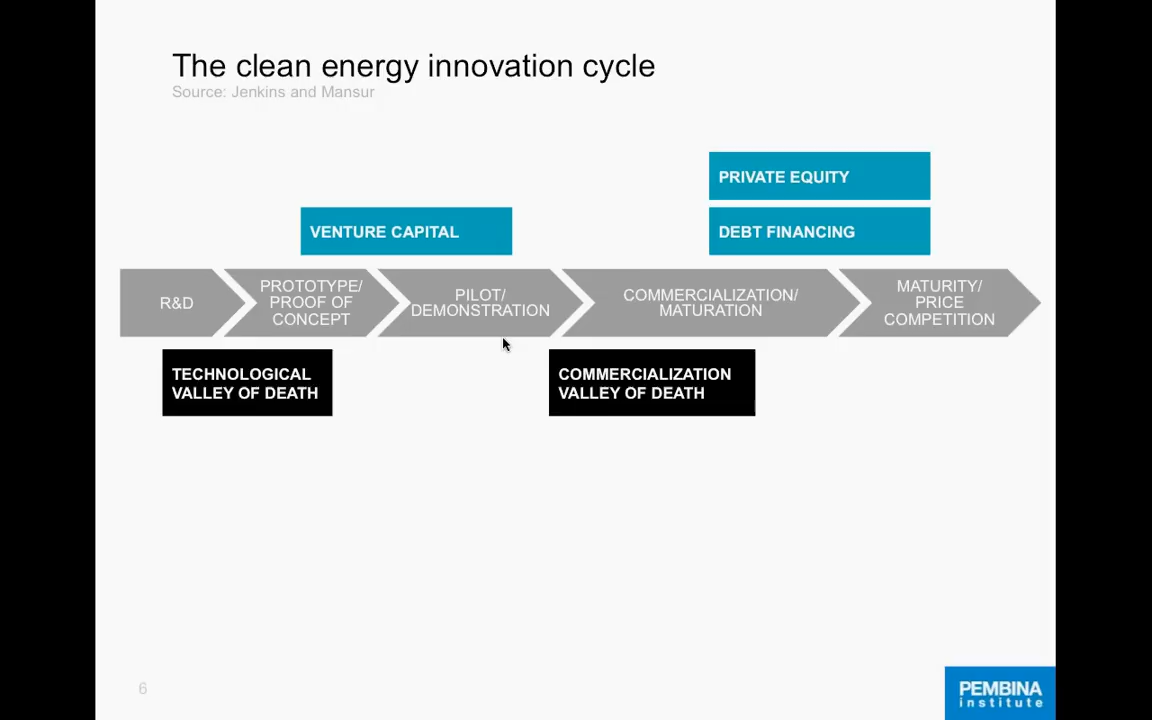 The clean energy innovation cycle
Source: Jenkins and Mansur
PRIVATE EQUITY
VENTURE CAPITAL
DEBT FINANCING
R&D
PROTOTYPE/
PROOF OF
CONCEPT
PILOT/
DEMONSTRATION
COMMERCIALIZATION/
MATURATION
MATURITY/
PRICE
COMPETITION
TECHNOLOGICAL
VALLEY OF DEATH
COMMERCIALIZATION
VALLEY OF DEATH
6
PEMBINA
institute